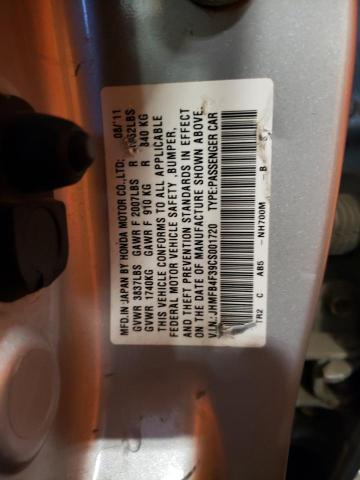 MFD.IN JAPAN BY HONDA MOTOR CO.,LTD. 08/'11
GVWR 3837LBS GAWR F 2007LBS R 1852LBS
GVWR 1740KG GAWR F 910 KG R 840 KG
THIS VEHICLE CONFORMS TO ALL APPLICABLE
FEDERAL MOTOR VEHICLE SAFETY ,BUMPER,
AND THEFT PREVENTION STANDARDS IN EFFECT
ON THE DATE OF MANUFACTURE SHOWN ABOVE.
V.I.N.: JHMFB4F39CS001720 TYPE:PASSENGER CAR
TR2 C AB5 -NH700M B